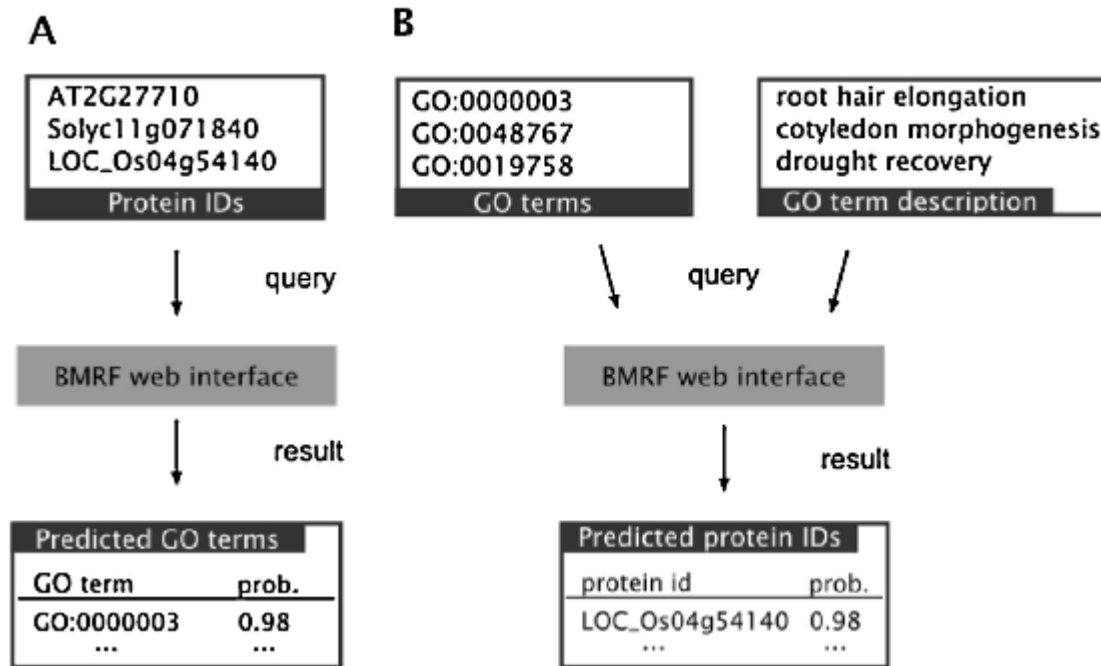 A
AT2G27710
Solyc11g071840
LOC_Os04g54140
Protein IDs
query
BMRF web interface
result
Predicted GO terms
GO term prob.
GO:0000003 0.98
... ...
B
GO:0000003
GO:0048767
GO:0019758
GO terms
root hair elongation
cotyledon morphogenesis
drought recovery
GO term description
query
BMRF web interface
result
Predicted protein IDs
protein id prob.
LOC_Os04g54140 0.98
... ...